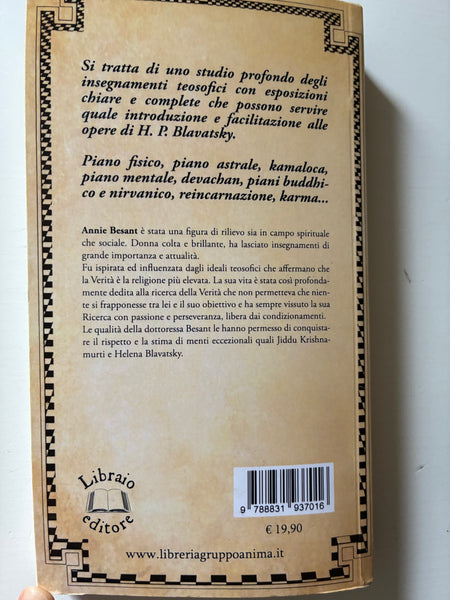 Si tratta di uno studio profondo degli
insegnamenti teosofici con esposizioni
chiare e complete che possono servire
quale introduzione e facilitazione alle
opere di H. P. Blavatsky.
Piano fisico, piano astrale, kamaloca,
piano mentale, devachan, piani buddhi-
co e nirvanico, reincarnazione, karma...
Annie Besant è stata una figura di rilievo sia in campo spirituale
che sociale. Donna colta e brillante, ha lasciato insegnamenti di
grande importanza e attualità.
Fu ispirata ed influenzata dagli ideali teosofici che affermano che
la Verità è la religione più elevata. La sua vita è stata così profonda-
mente dedita alla ricerca della Verità che non permetteva che nien-
te si frapponesse tra lei e il suo obiettivo e ha sempre vissuto la sua
Ricerca con passione e perseveranza, libera dai condizionamenti.
Le qualità della dottoressa Besant le hanno permesso di conquista-
re il rispetto e la stima di menti eccezionali quali Jiddu Krishna-
murti e Helena Blavatsky.
Libraio
editore
9 788831 937016
€ 19,90
www.libreriagruppoanima.it